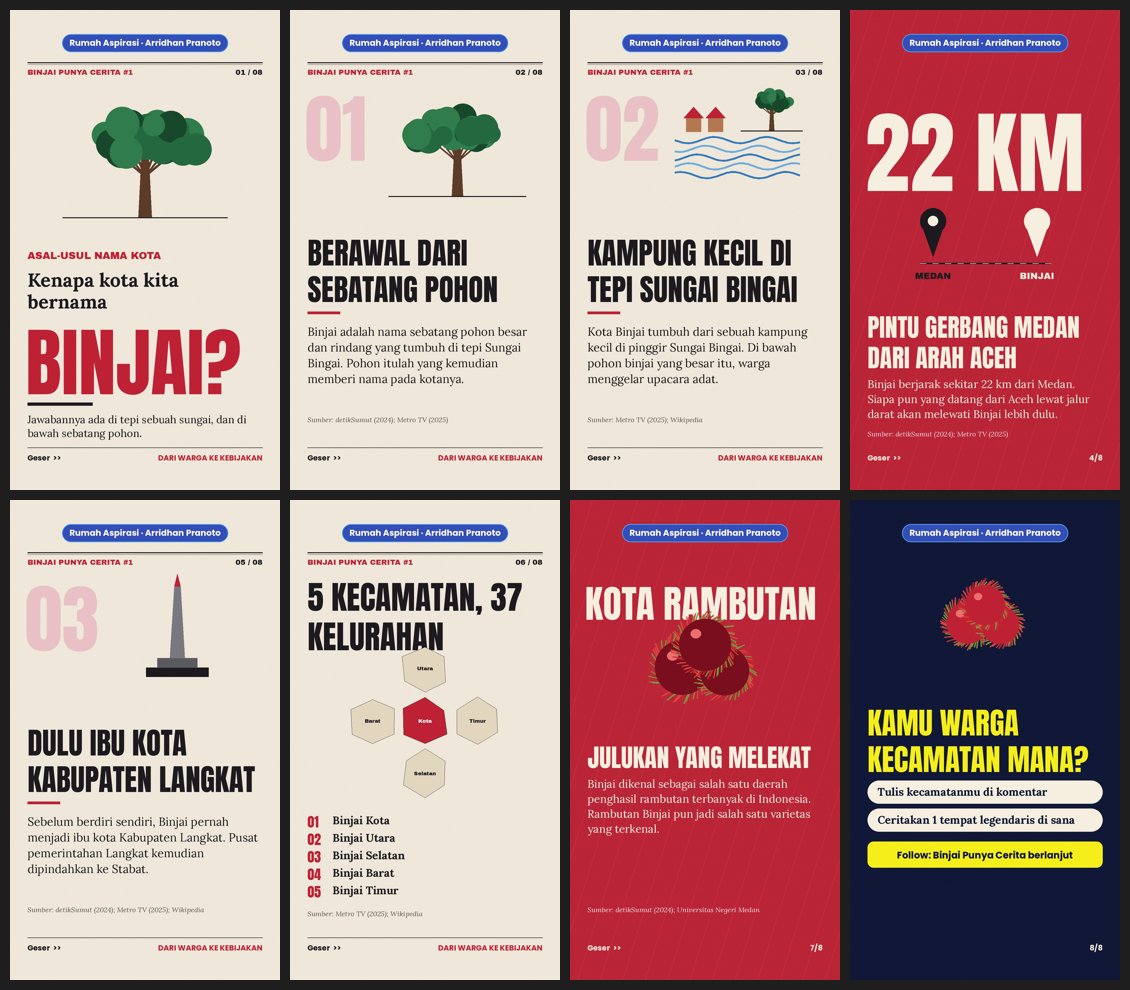 Rumah Aspirasi · Arridhan Pranoto
BINJAI PUNYA CERITA #1 01 / 08
ASAL-USUL NAMA KOTA
Kenapa kota kita
bernama
BINJAI?
Jawabannya ada di tepi sebuah sungai, dan di
bawah sebatang pohon.
Geser >> DARI WARGA KE KEBIJAKAN
Rumah Aspirasi · Arridhan Pranoto
BINJAI PUNYA CERITA #1 02 / 08
01
BERAWAL DARI
SEBATANG POHON
Binjai adalah nama sebatang pohon besar
dan rindang yang tumbuh di tepi Sungai
Bingai. Pohon itulah yang kemudian
memberi nama pada kotanya.
Sumber: detikSumut (2024); Metro TV (2025)
Geser >> DARI WARGA KE KEBIJAKAN
Rumah Aspirasi · Arridhan Pranoto
BINJAI PUNYA CERITA #1 03 / 08
02
KAMPUNG KECIL DI
TEPI SUNGAI BINGAI
Kota Binjai tumbuh dari sebuah kampung
kecil di pinggir Sungai Bingai. Di bawah
pohon binjai yang besar itu, warga
menggelar upacara adat.
Sumber: Metro TV (2025); Wikipedia
Geser >> DARI WARGA KE KEBIJAKAN
Rumah Aspirasi · Arridhan Pranoto
22 KM
MEDAN BINJAI
PINTU GERBANG MEDAN
DARI ARAH ACEH
Binjai berjarak sekitar 22 km dari Medan.
Siapa pun yang datang dari Aceh lewat jalur
darat akan melewati Binjai lebih dulu.
Sumber: detikSumut (2024); Metro TV (2025)
Geser >> 4/8
Rumah Aspirasi · Arridhan Pranoto
BINJAI PUNYA CERITA #1 05 / 08
03
DULU IBU KOTA
KABUPATEN LANGKAT
Sebelum berdiri sendiri, Binjai pernah
menjadi ibu kota Kabupaten Langkat. Pusat
pemerintahan Langkat kemudian
dipindahkan ke Stabat.
Sumber: detikSumut (2024); Metro TV (2025); Wikipedia
Geser >> DARI WARGA KE KEBIJAKAN
Rumah Aspirasi · Arridhan Pranoto
BINJAI PUNYA CERITA #1 06 / 08
5 KECAMATAN, 37
KELURAHAN
Utara
Barat Kota Timur
Selatan
01 Binjai Kota
02 Binjai Utara
03 Binjai Selatan
04 Binjai Barat
05 Binjai Timur
Sumber: Metro TV (2025); Wikipedia
Geser >> DARI WARGA KE KEBIJAKAN
Rumah Aspirasi · Arridhan Pranoto
KOTA RAMBUTAN
JULUKAN YANG MELEKAT
Binjai dikenal sebagai salah satu daerah
penghasil rambutan terbanyak di Indonesia.
Rambutan Binjai pun jadi salah satu varietas
yang terkenal.
Sumber: detikSumut (2024); Universitas Negeri Medan
Geser >> 7/8
Rumah Aspirasi · Arridhan Pranoto
KAMU WARGA
KECAMATAN MANA?
Tulis kecamatanmu di komentar
Ceritakan 1 tempat legendaris di sana
Follow: Binjai Punya Cerita berlanjut
8/8